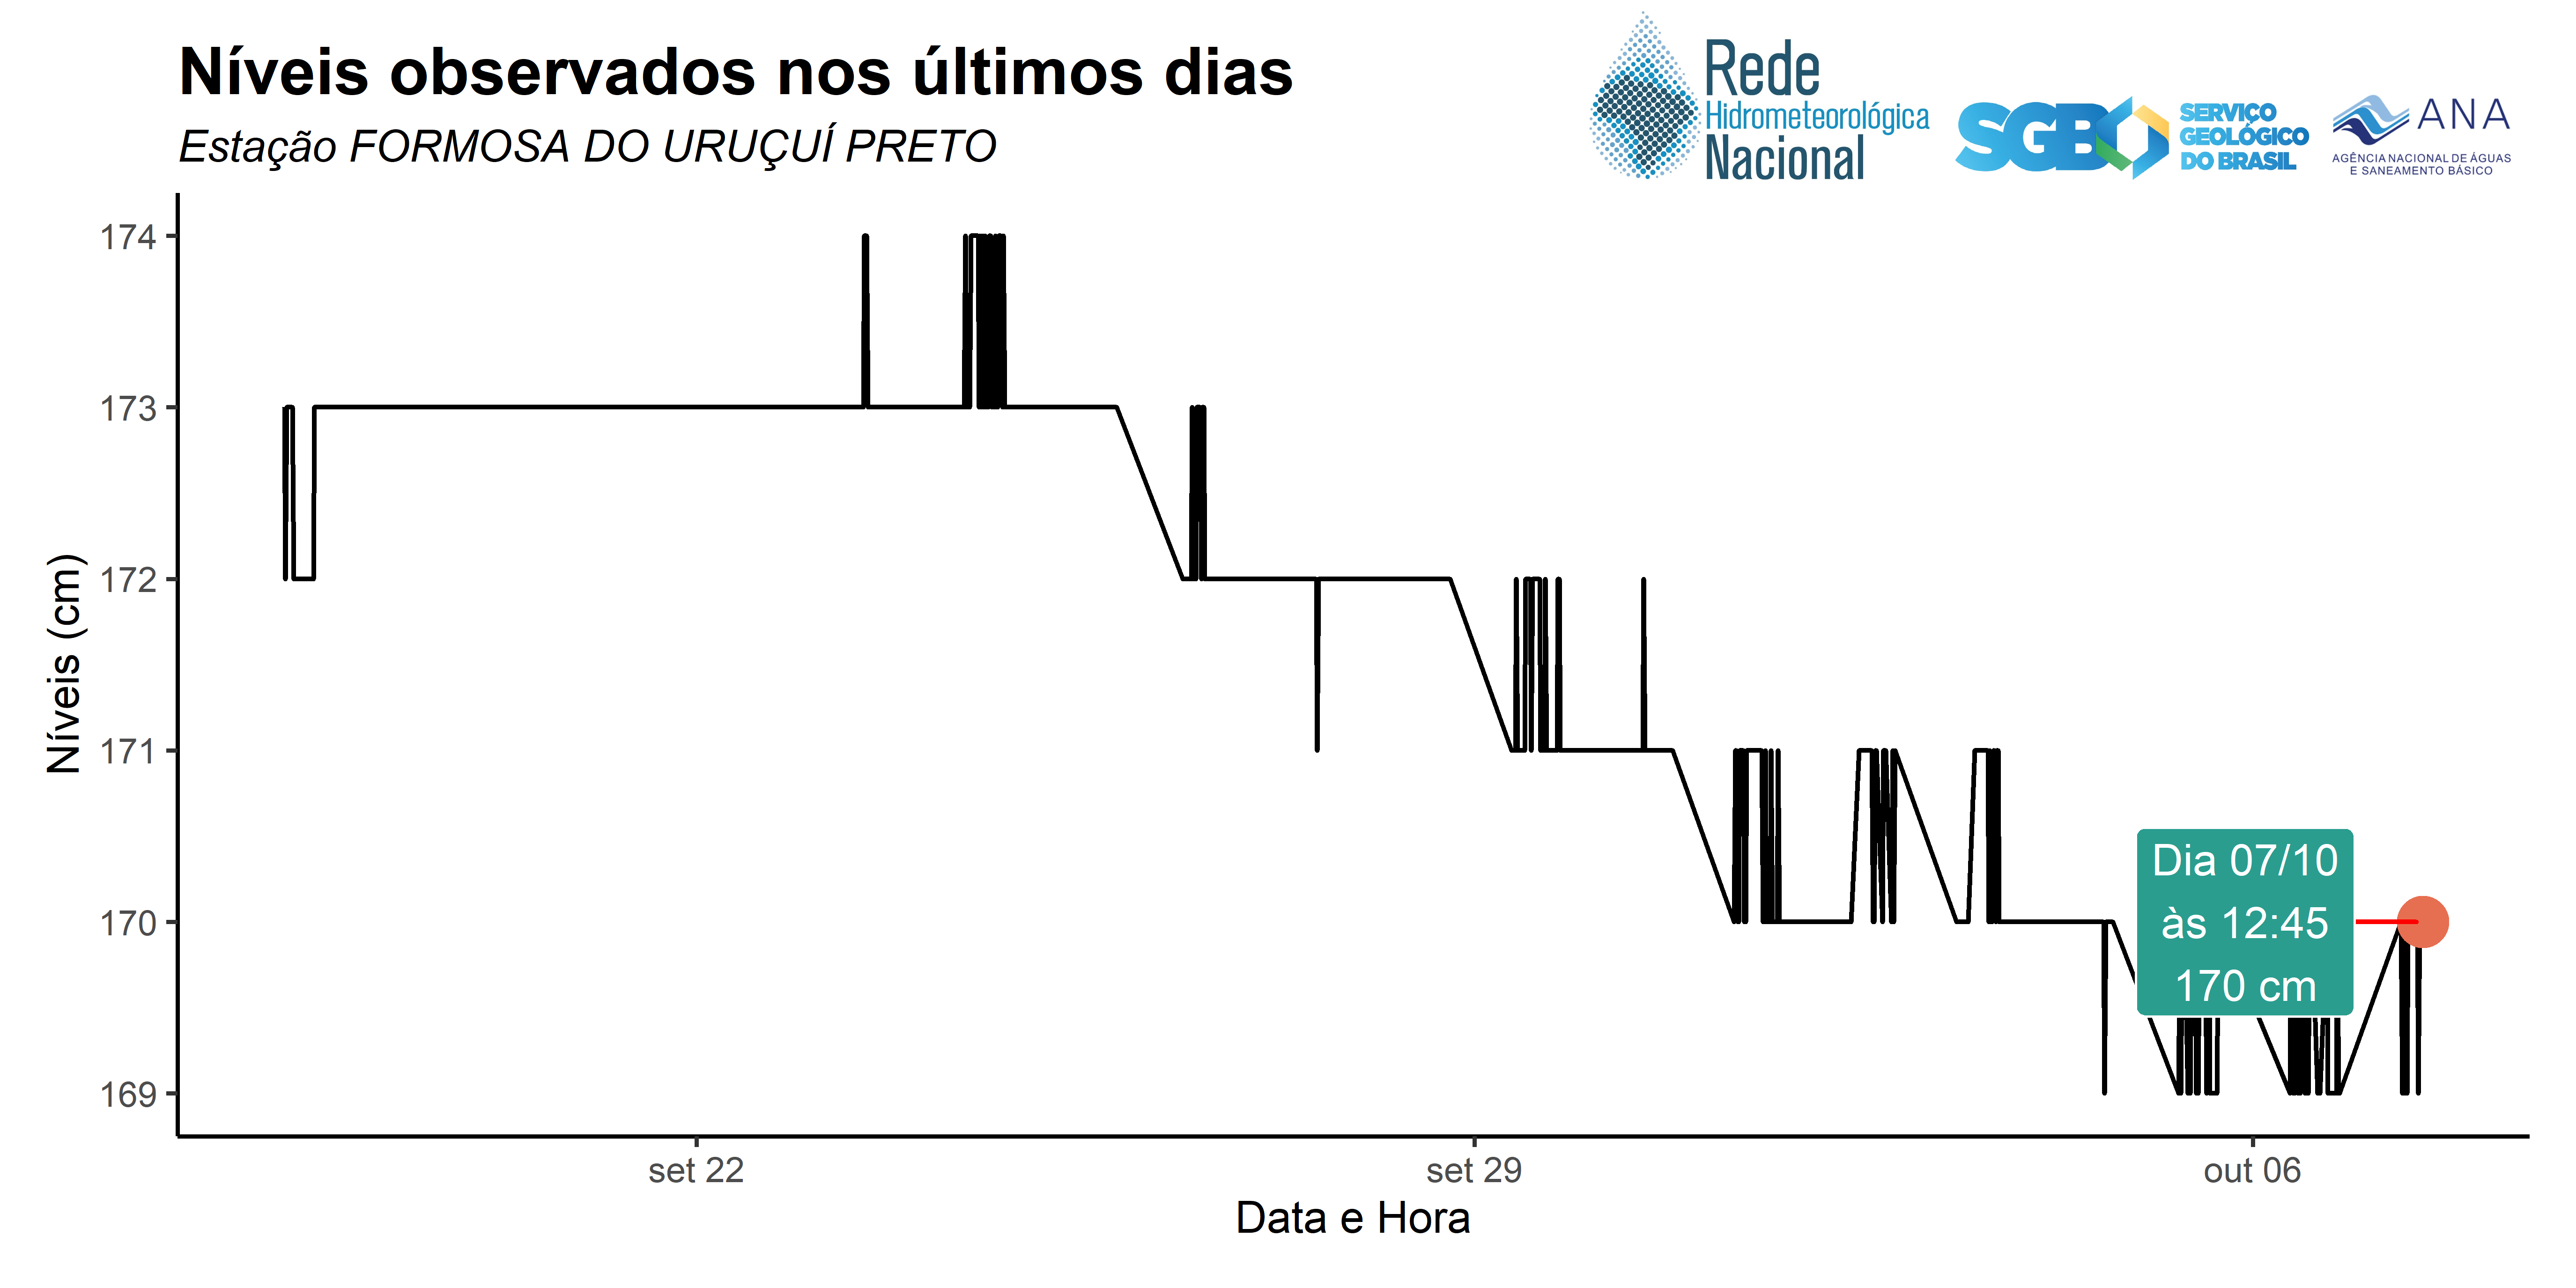 Níveis observados nos últimos dias
Estação FORMOSA DO URUÇUÍ PRETO
Rede
Hidrometeorológica
Nacional
SGB
SERVIÇO
GEOLÓGICO
DO BRASIL
ANA
AGÊNCIA NACIONAL DE ÁGUAS
E SANEAMENTO BÁSICO
Níveis (cm)
174
173
172
171
170
169
Dia 07/10
às 12:45
170 cm
set 22
set 29
out 06
Data e Hora